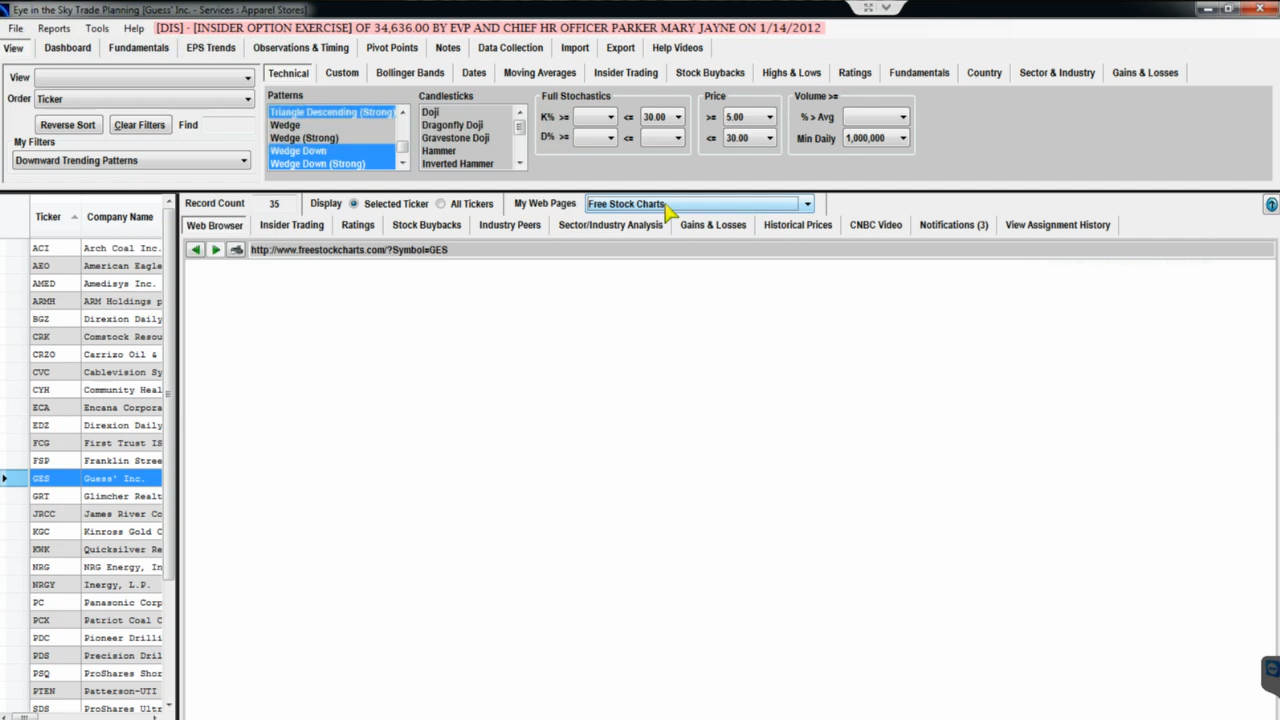 Eye in the Sky Trade Planning [Guess' Inc. - Services : Apparel Stores]
File Reports Tools Help [DIS] - [INSIDER OPTION EXERCISE] OF 34,636.00 BY EVP AND CHIEF HR OFFICER PARKER MARY JAYNE ON 1/14/2012
View Dashboard Fundamentals EPS Trends Observations & Timing Pivot Points Notes Data Collection Import Export Help Videos
View
Order Ticker
Reverse Sort Clear Filters Find
My Filters
Downward Trending Patterns
Technical Custom Bollinger Bands Dates Moving Averages Insider Trading Stock Buybacks Highs & Lows Ratings Fundamentals Country Sector & Industry Gains & Losses
Patterns
Triangle Descending (Strong)
Wedge
Wedge (Strong)
Wedge Down
Wedge Down (Strong)
Candlesticks
Doji
Dragonfly Doji
Gravestone Doji
Hammer
Inverted Hammer
Full Stochastics
K% >= <= 30.00
D% >= <=
Price
>= 5.00
<= 30.00
Volume >=
% > Avg
Min Daily 1,000,000
Record Count 35 Display Selected Ticker All Tickers My Web Pages Free Stock Charts
Web Browser Insider Trading Ratings Stock Buybacks Industry Peers Sector/Industry Analysis Gains & Losses Historical Prices CNBC Video Notifications (3) View Assignment History
http://www.freestockcharts.com/?Symbol=GES
Ticker Company Name
ACI Arch Coal Inc.
AEO American Eagle
AMED Amedisys Inc.
ARMH ARM Holdings p
BGZ Direxion Daily
CRK Comstock Resou
CRZO Carrizo Oil &
CVC Cablevision Sy
CYH Community Heal
ECA Encana Corpora
EDZ Direxion Daily
FCG First Trust IS
FSP Franklin Stree
GES Guess' Inc.
GRT Glimcher Realt
JRCC James River Co
KGC Kinross Gold C
KWK Quicksilver Re
NRG NRG Energy, In
NRGY Inergy, L.P.
PC Panasonic Corp
PCX Patriot Coal C
PDC Pioneer Drilli
PDS Precision Dril
PSQ ProShares Shor
PTEN Patterson-UTI
SDS ProShares Ultr